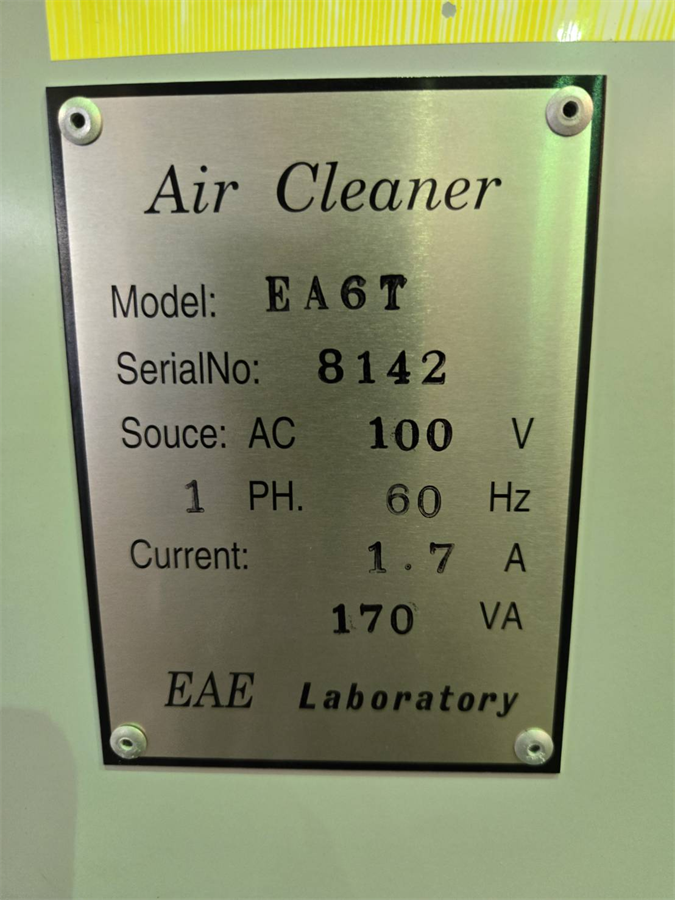 Air Cleaner
Model: EA6T
SerialNo: 8142
Souce: AC 100 V
1 PH. 60 Hz
Current: 1.7 A
170 VA
EAE Laboratory